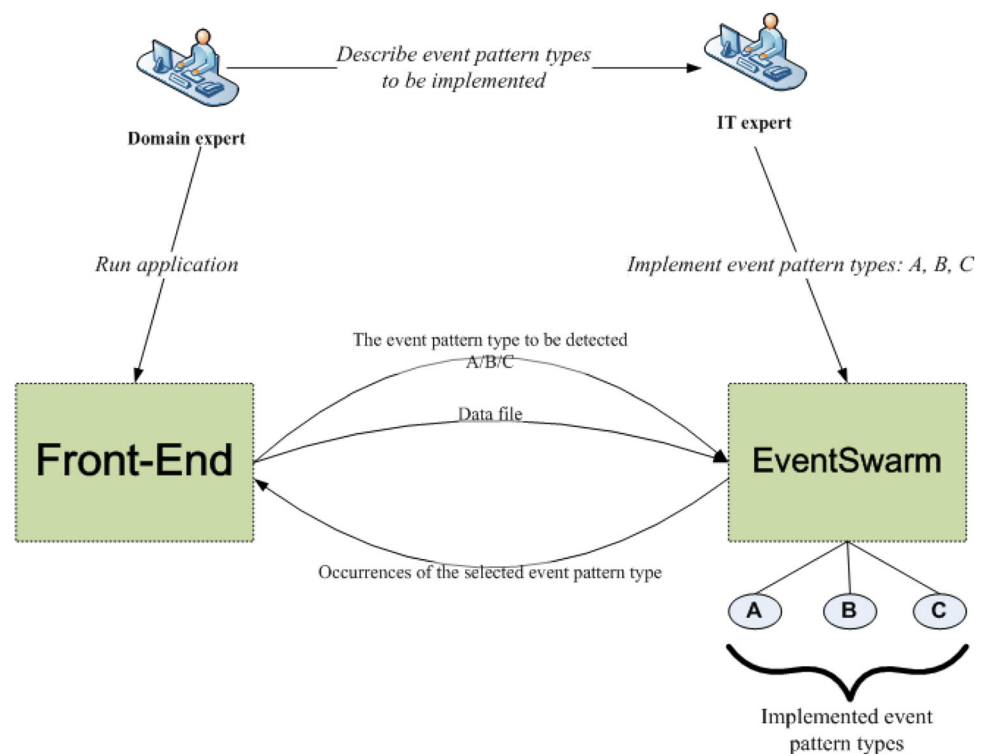 Describe event pattern types
to be implemented
Domain expert
IT expert
Run application
Implement event pattern types: A, B, C
The event pattern type to be detected
A/B/C
Data file
Front-End
EventSwarm
Occurrences of the selected event pattern type
A
B
C
Implemented event
pattern types